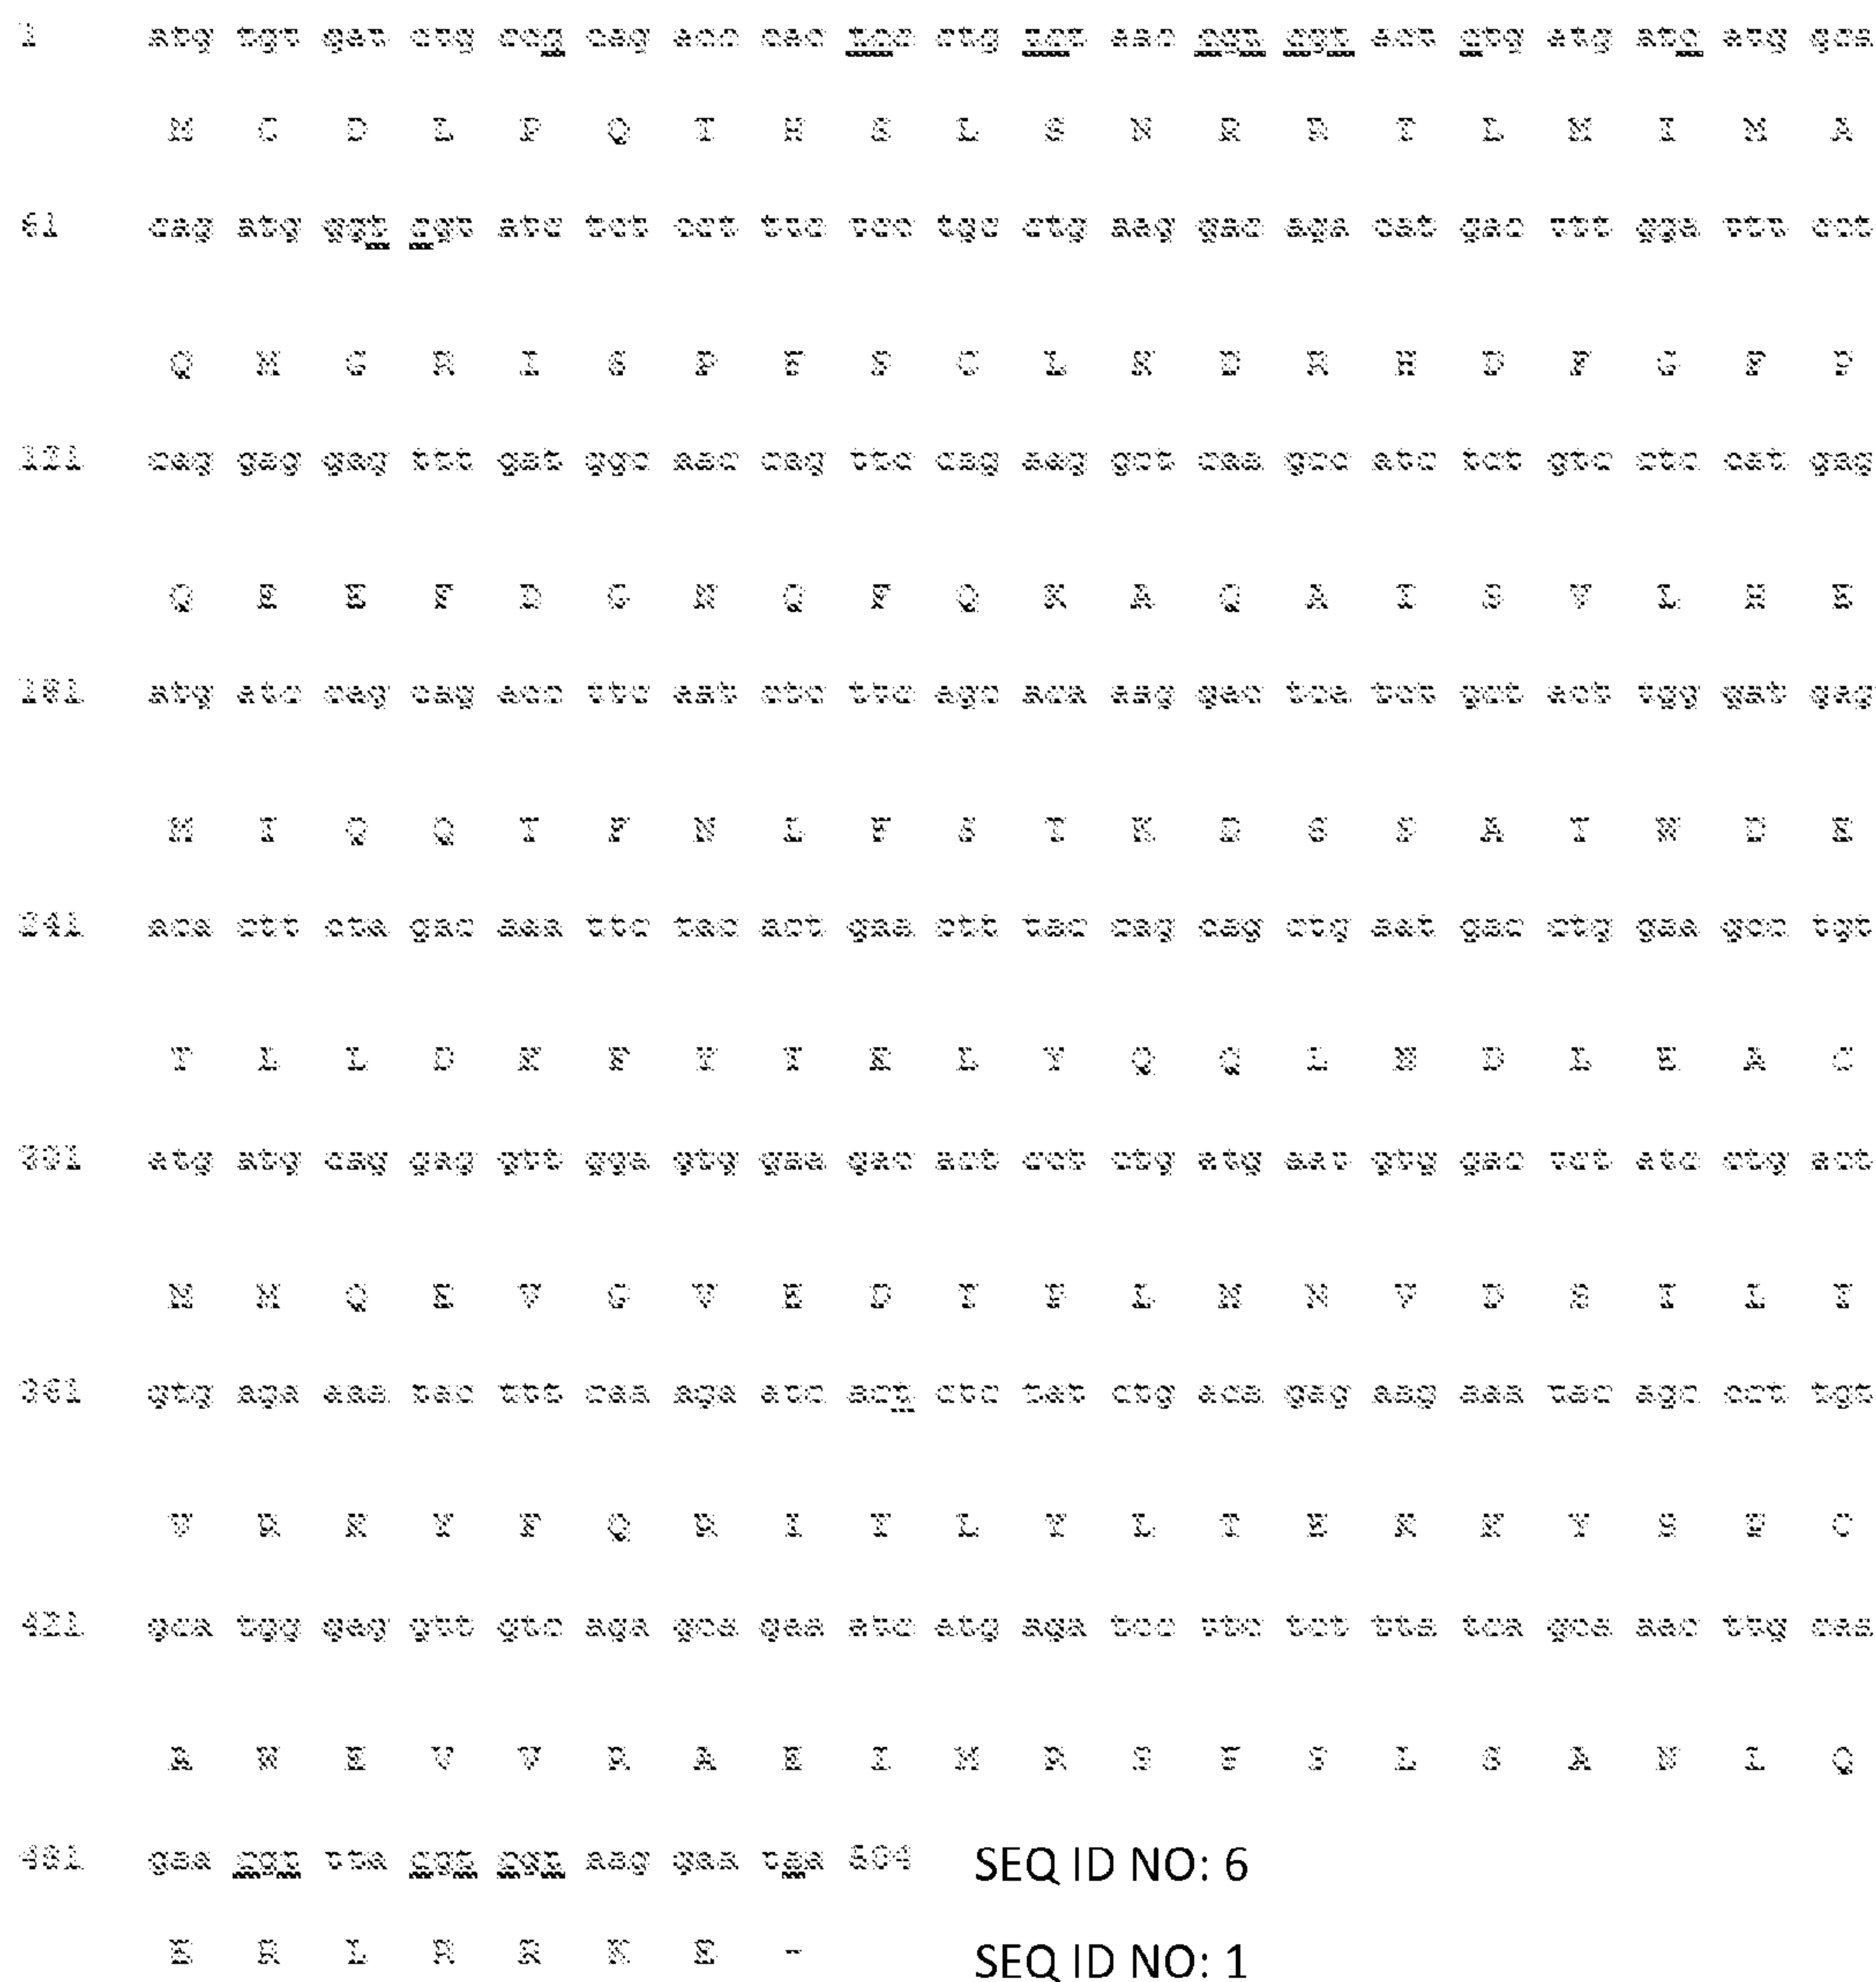 1 atg tgt gat ctg ccg cag acc cac tcc ctg tct aac cgt cgt act ctg atg atc atg gca
M C D L P Q T H S L S N R R T L M I M A
61 cag atg ggt cgt atc tct cct ttc tcc tgc ctg aag gac aga cat gac ttt gga ttt cct
Q M G R I S P F S C L K D R H D F G F P
121 cag gag gag ttt gat ggc aac cag ttc cag aag gct caa gcc atc tct gtc ctc cat gag
Q E E F D G N Q F Q K A Q A I S V L H E
181 atg atc cag cag acc ttc aat ctc ttc agc aca aag gac tca tct gct act tgg gat gag
M I Q Q T F N L F S T K D S S A T W D E
241 aca ctt cta gac aaa ttc tac act gaa ctt tac cag cag ctg aat gac ctg gaa gcc tgt
T L L D K F Y T E L Y Q Q L N D L E A C
301 atg atg cag gag gtt gga gtg gaa gac act cct ctg atg aat gtg gac tct atc ctg act
M M Q E V G V E D T P L M N V D S I L T
361 gtg aga aaa tac ttt caa aga atc act ctc tat ctg aca gag aag aaa tac agc cct tgt
V R K Y F Q R I T L Y L T E K K Y S P C
421 gca tgg gag gtt gtc aga gca gaa atc atg aga tcc ttc tct tta tca gca aac ttg caa
A W E V V R A E I M R S F S L S A N L Q
481 gaa cgt tta cgt cgt aag gaa taa 504 SEQ ID NO: 6
E R L R R K E - SEQ ID NO: 1